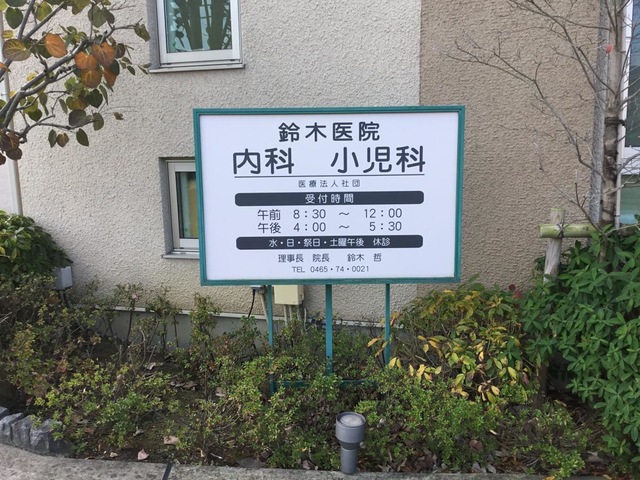 鈴木医院
内科　小児科
医療法人社団
受付時間
午前 8：30 ～ 12：00
午後 4：00 ～ 5：30
水・日・祭日・土曜午後 休診
理事長 院長 鈴木 哲
TEL 0465・74・0021